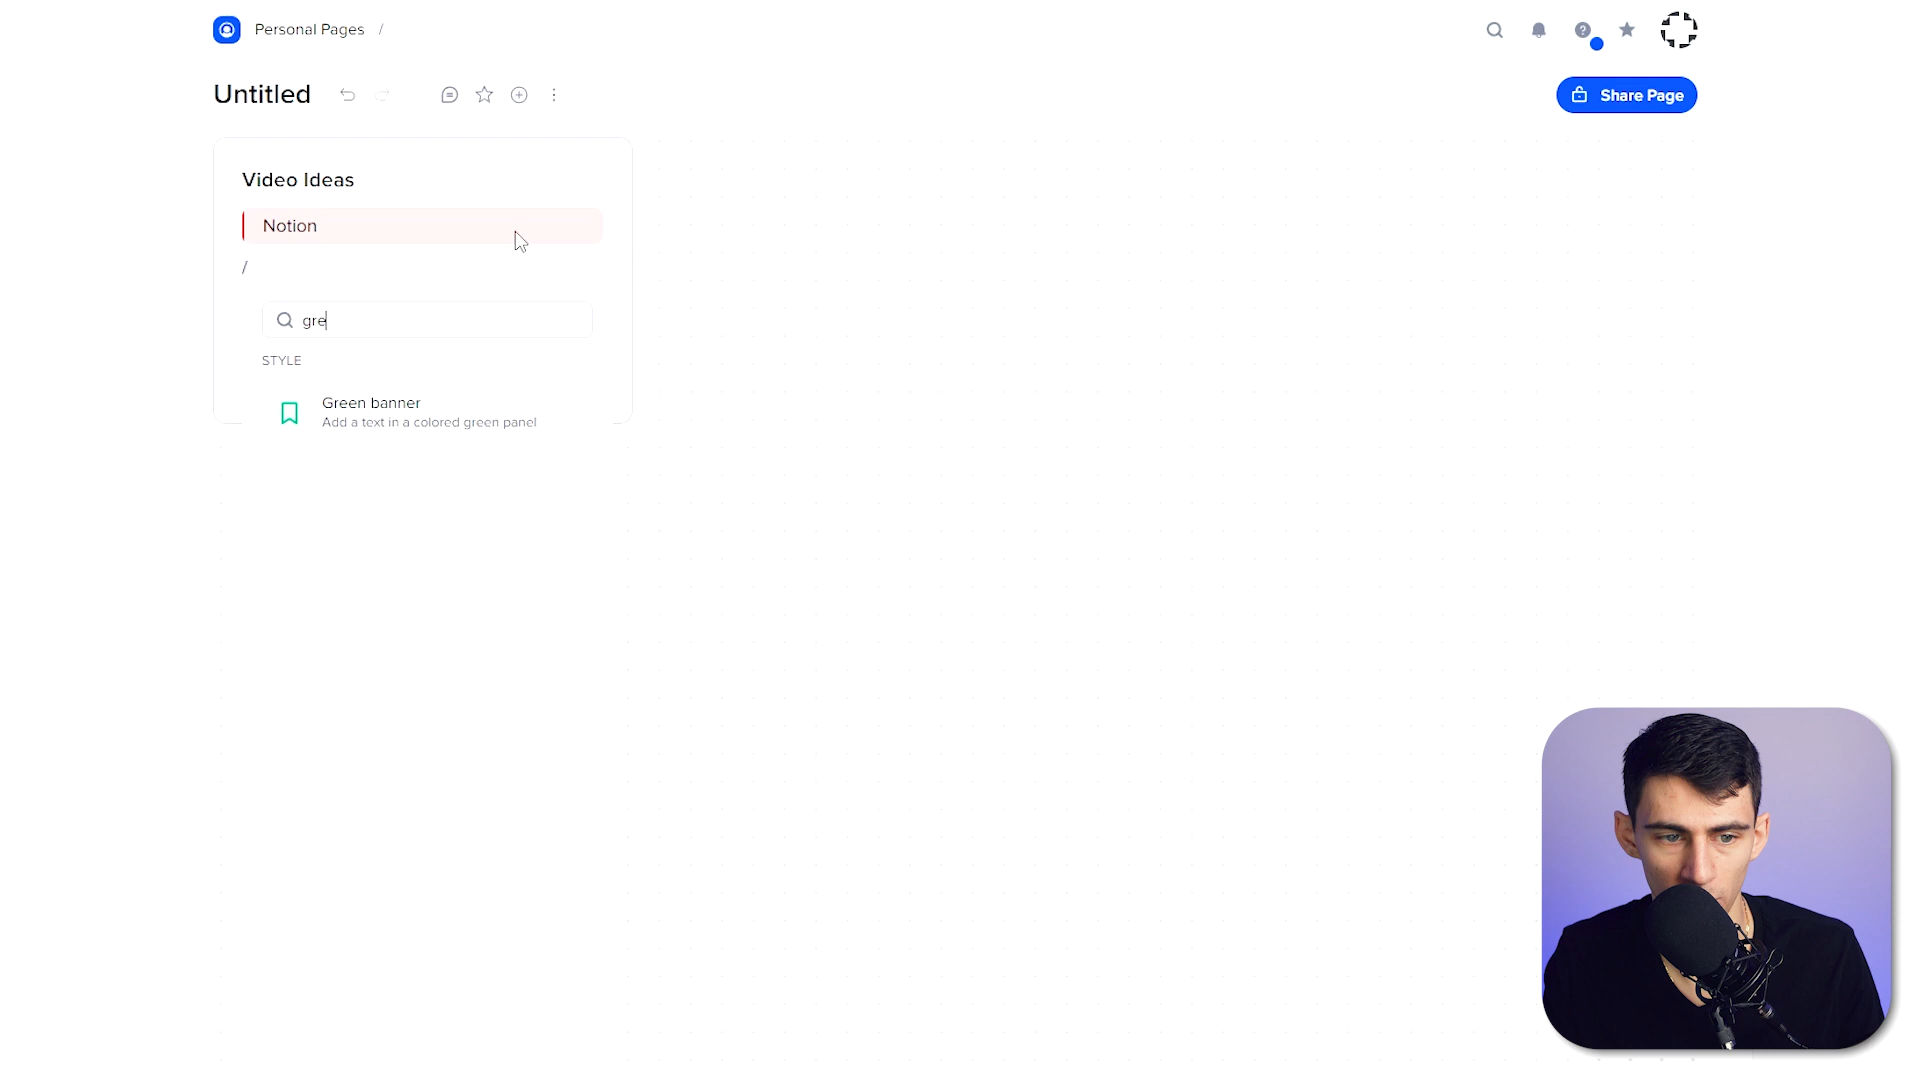 Personal Pages /
Untitled
Share Page
Video Ideas
Notion
/
gre
STYLE
Green banner
Add a text in a colored green panel